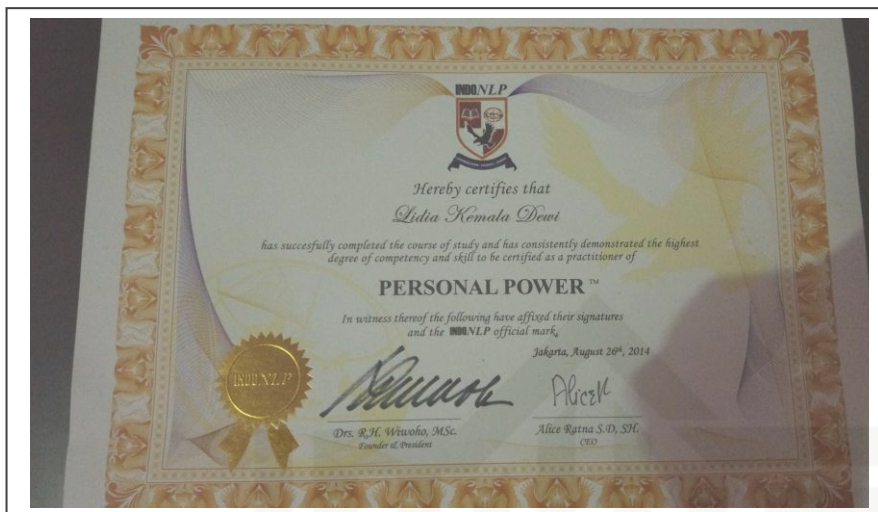 INDONLP
Hereby certifies that
Lidia Kemala Dewi
has succesfully completed the course of study and has consistently demonstrated the highest
degree of competency and skill to be certified as a practitioner of
PERSONAL POWER™
In witness thereof the following have affixed their signatures
and the INDONLP official mark.
Jakarta, August 26th, 2014
INDONLP
AliceR
Drs. R.H. Wiwoho, MSc.
Founder & President
Alice Ratna S.D, SH.
CEO